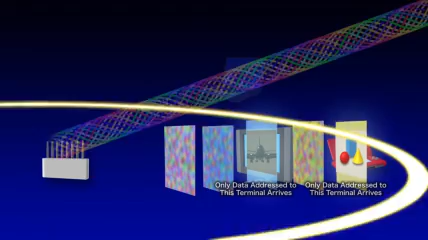 Only Data Addressed to
This Terminal Arrives
Only Data Addressed to
This Terminal Arrives